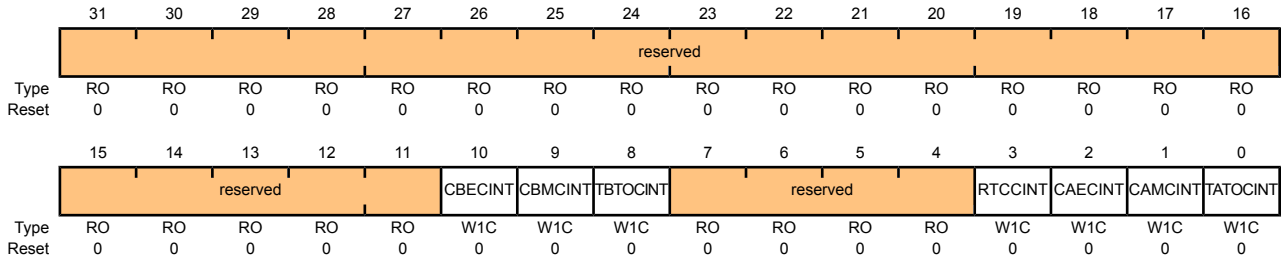 31 30 29 28 27 26 25 24 23 22 21 20 19 18 17 16
reserved
Type RO RO RO RO RO RO RO RO RO RO RO RO RO RO RO RO
Reset 0 0 0 0 0 0 0 0 0 0 0 0 0 0 0 0
15 14 13 12 11 10 9 8 7 6 5 4 3 2 1 0
reserved CBECINT CBMCINT TBTOCINT reserved RTCCINT CAECINT CAMCINT TATOCINT
Type RO RO RO RO RO W1C W1C W1C RO RO RO RO W1C W1C W1C W1C
Reset 0 0 0 0 0 0 0 0 0 0 0 0 0 0 0 0